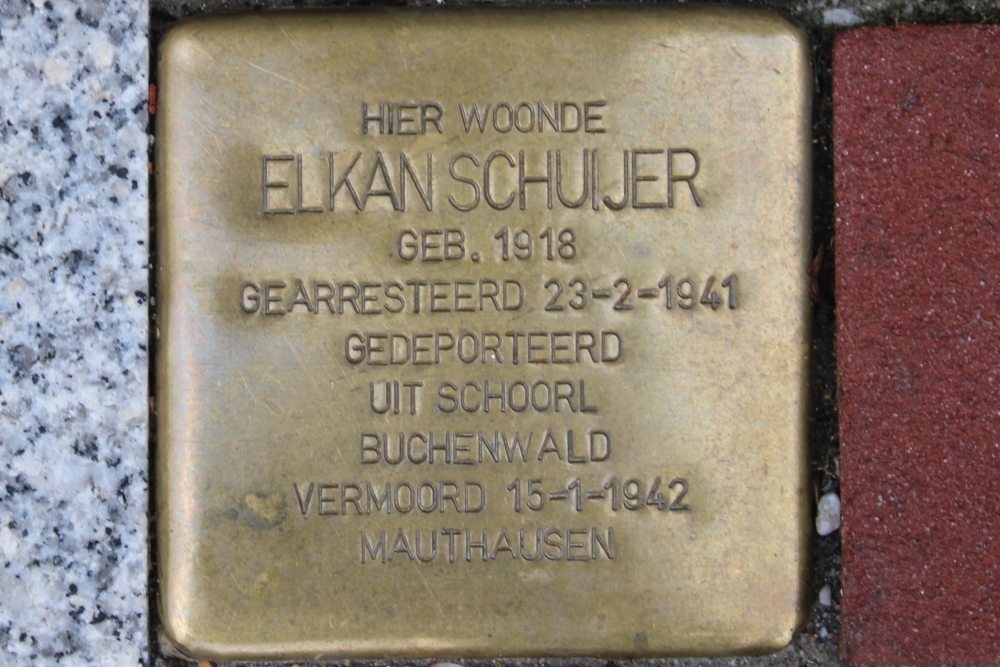 HIER WOONDE
ELKAN SCHUIJER
GEB. 1918
GEARRESTEERD 23-2-1941
GEDEPORTEERD
UIT SCHOORL
BUCHENWALD
VERMOORD 15-1-1942
MAUTHAUSEN